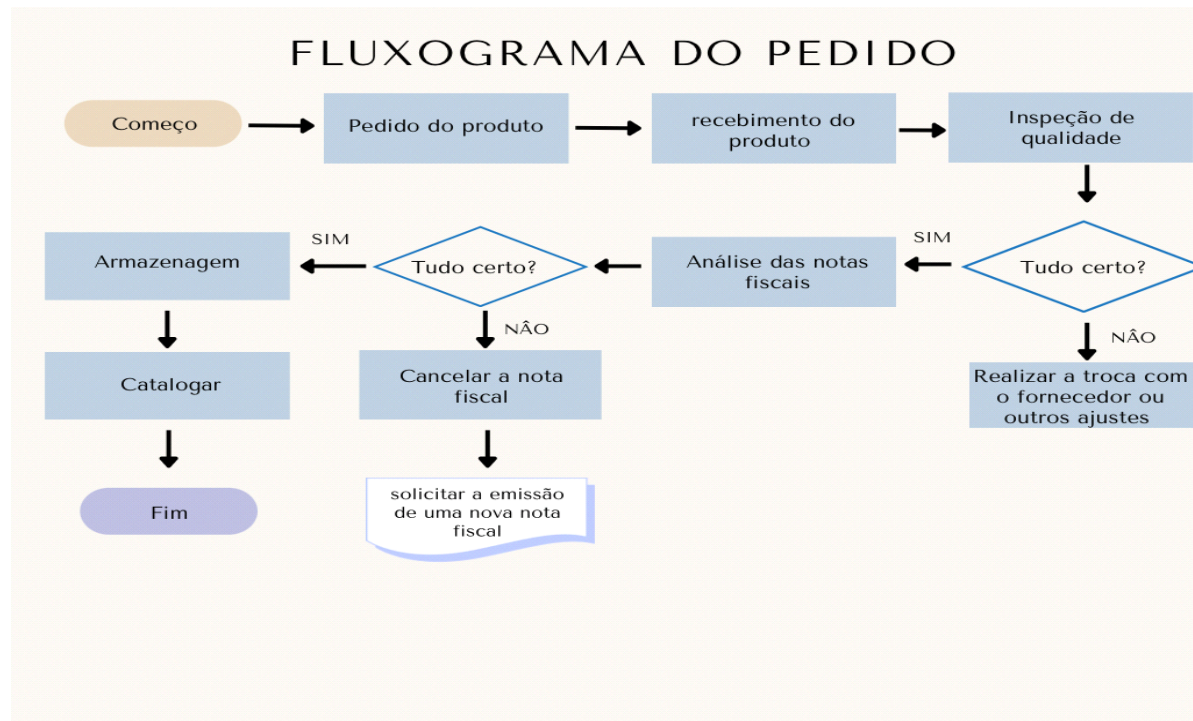 FLUXOGRAMA DO PEDIDO
Começo
Pedido do produto
recebimento do
produto
Inspeção de
qualidade
Tudo certo?
SIM
Análise das notas
fiscais
Tudo certo?
SIM
Armazenagem
NÂO
NÂO
Catalogar
Cancelar a nota
fiscal
Realizar a troca com
o fornecedor ou
outros ajustes
Fim
solicitar a emissão
de uma nova nota
fiscal